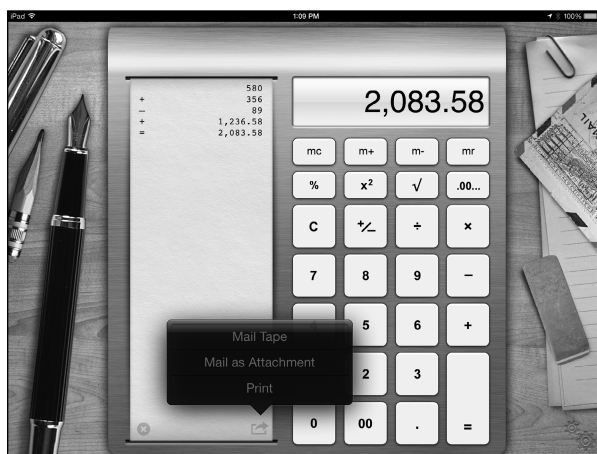 iPad 1:09 PM 100%
580
+ 356
– 89
+ 1,236.58
= 2,083.58
2,083.58
mc m+ m- mr
% x² √ .00...
C +/– ÷ ×
7 8 9 –
5 6 +
2 3
0 00 . =
Mail Tape
Mail as Attachment
Print
MAIL